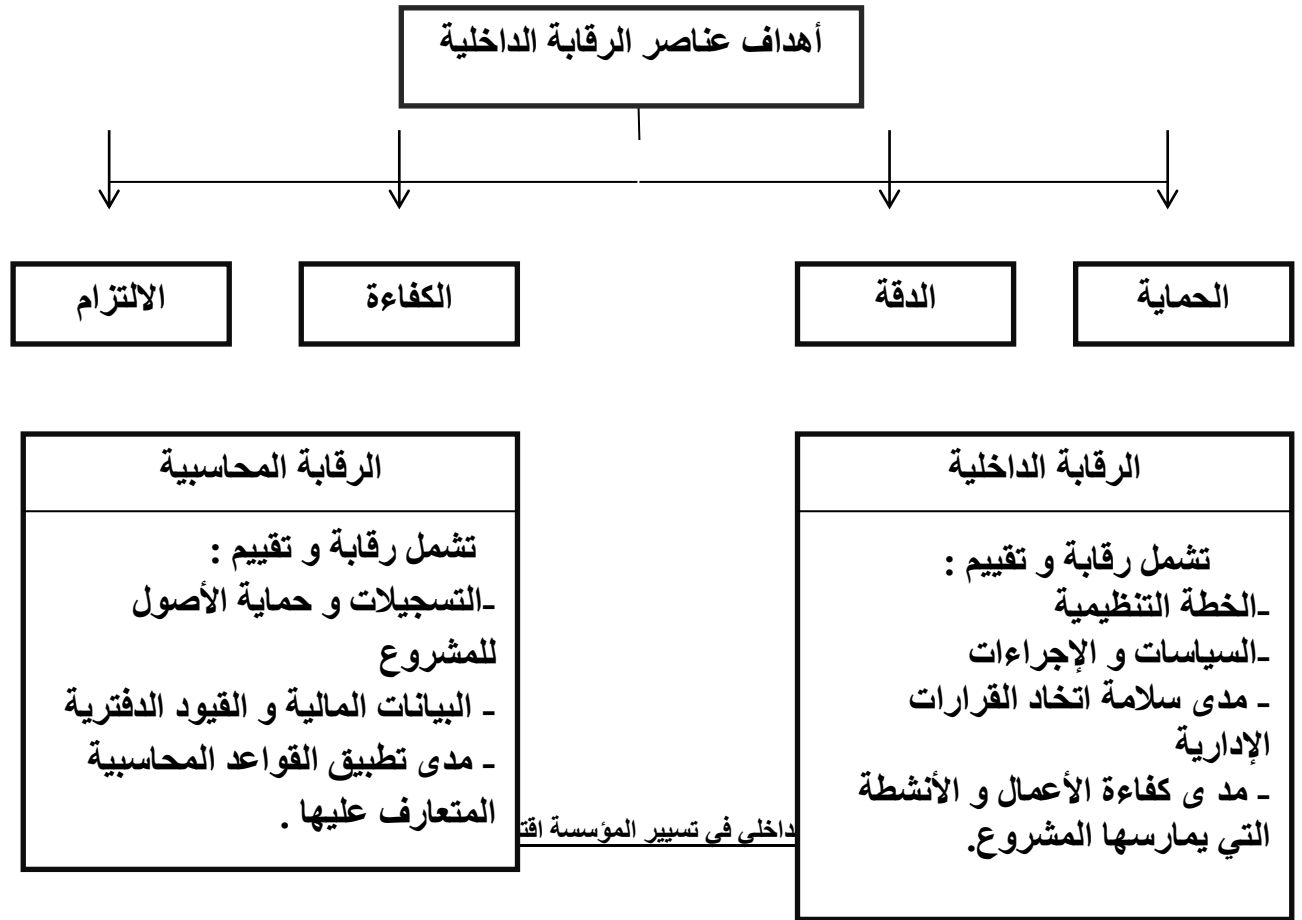 أهداف عناصر الرقابة الداخلية
الحماية
الدقة
الكفاءة
الالتزام
الرقابة الداخلية
تشمل رقابة و تقييم :
-الخطة التنظيمية
-السياسات و الإجراءات
- مدى سلامة اتخاد القرارات
الإدارية
- مد ى كفاءة الأعمال و الأنشطة
التي يمارسها المشروع.
الرقابة المحاسبية
تشمل رقابة و تقييم :
-التسجيلات و حماية الأصول
للمشروع
- البيانات المالية و القيود الدفترية
- مدى تطبيق القواعد المحاسبية
المتعارف عليها .
في تسيير المؤسسة